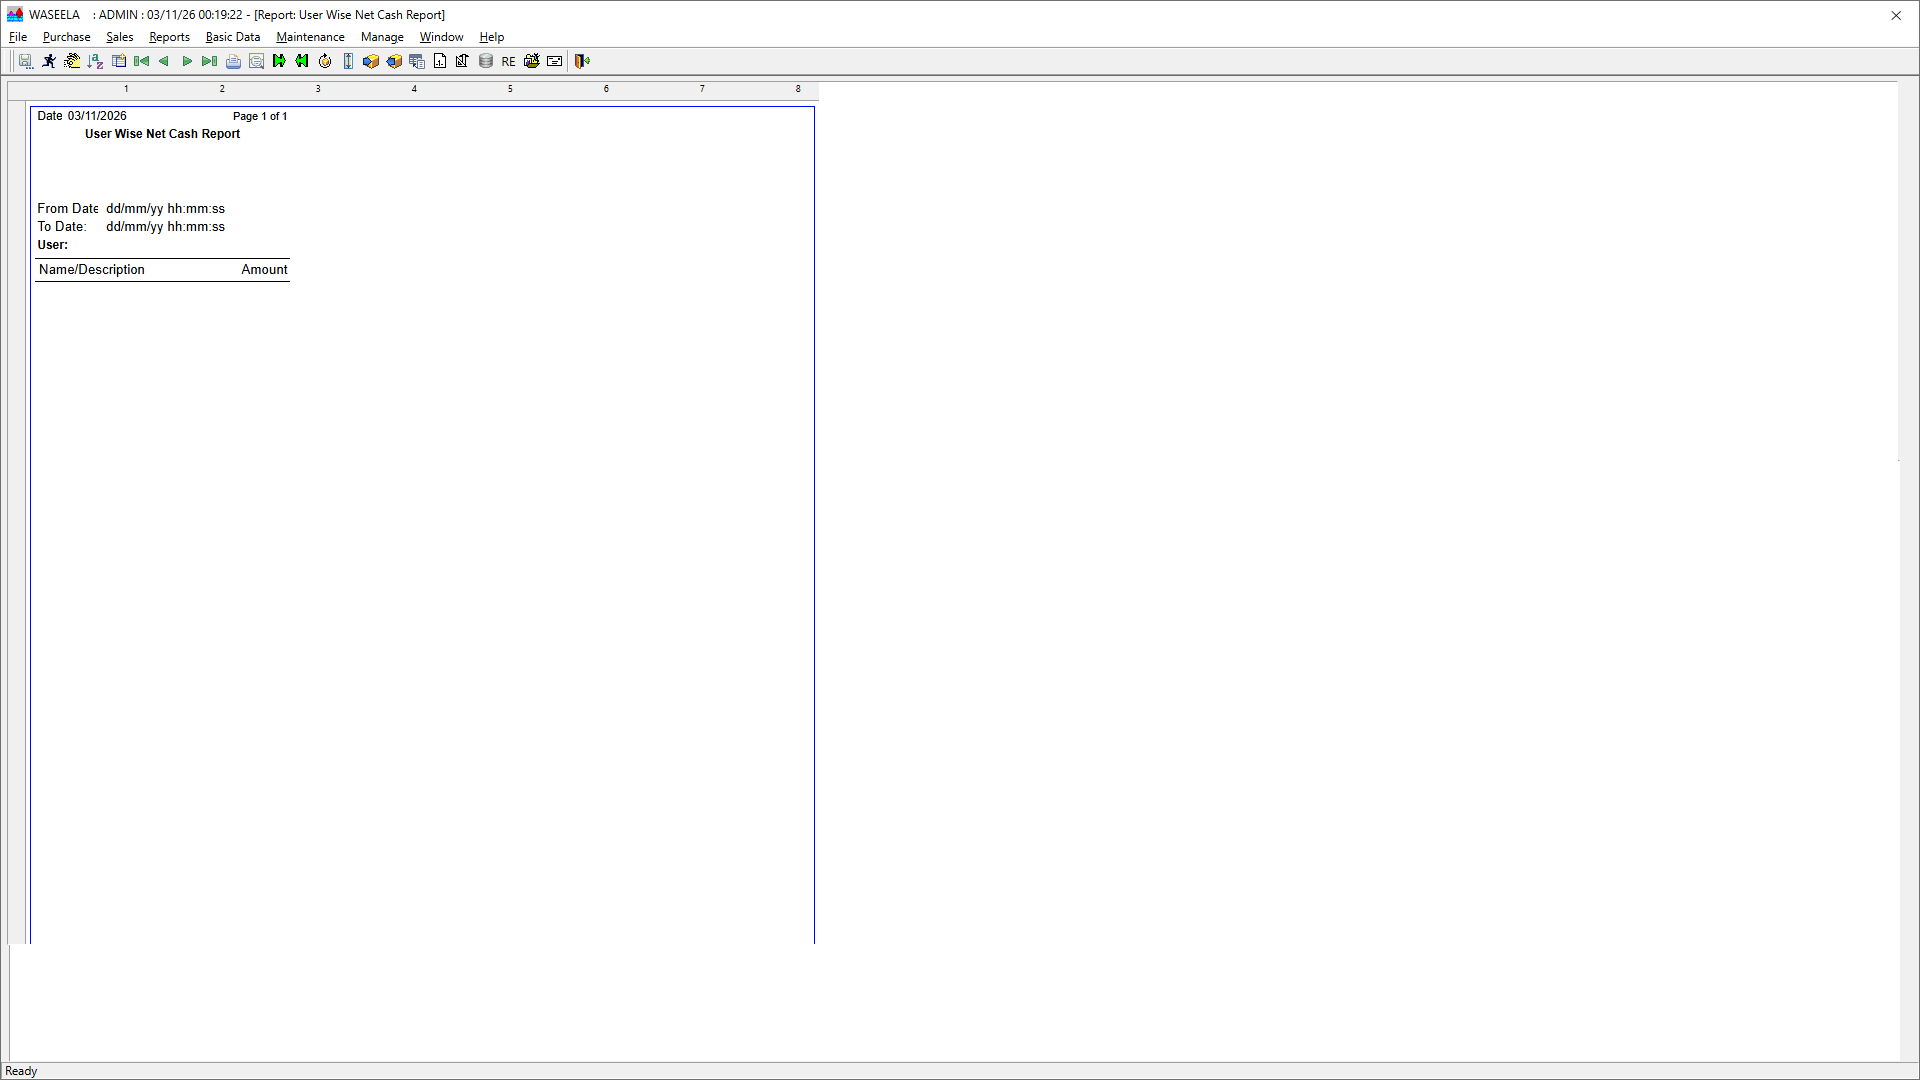 WASEELA : ADMIN : 03/11/26 00:19:22 - [Report: User Wise Net Cash Report]
File Purchase Sales Reports Basic Data Maintenance Manage Window Help
RE
1 2 3 4 5 6 7 8
Date 03/11/2026 Page 1 of 1
User Wise Net Cash Report
From Date dd/mm/yy hh:mm:ss
To Date: dd/mm/yy hh:mm:ss
User:
Name/Description Amount
Ready